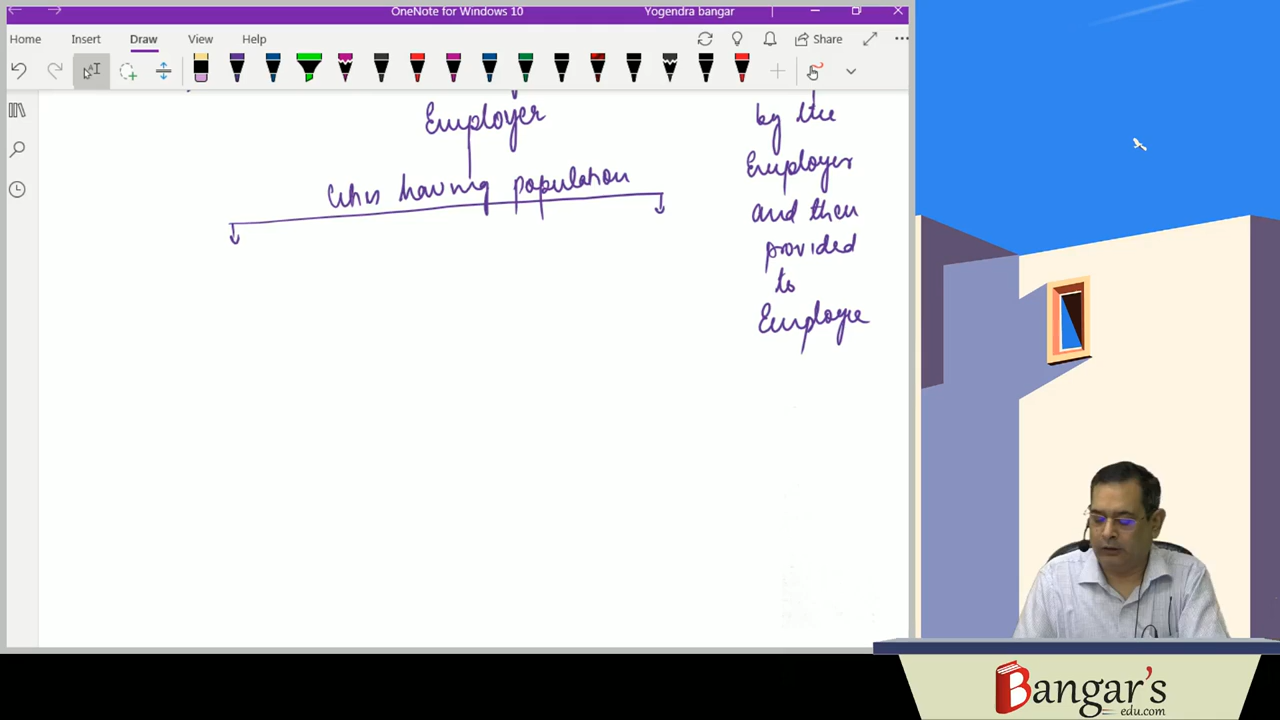 OneNote for Windows 10
Yogendra bangar
Home Insert Draw View Help
Share
Employer
having population
by the
Employer
and then
provided
to
Employee
Bangar's
edu.com